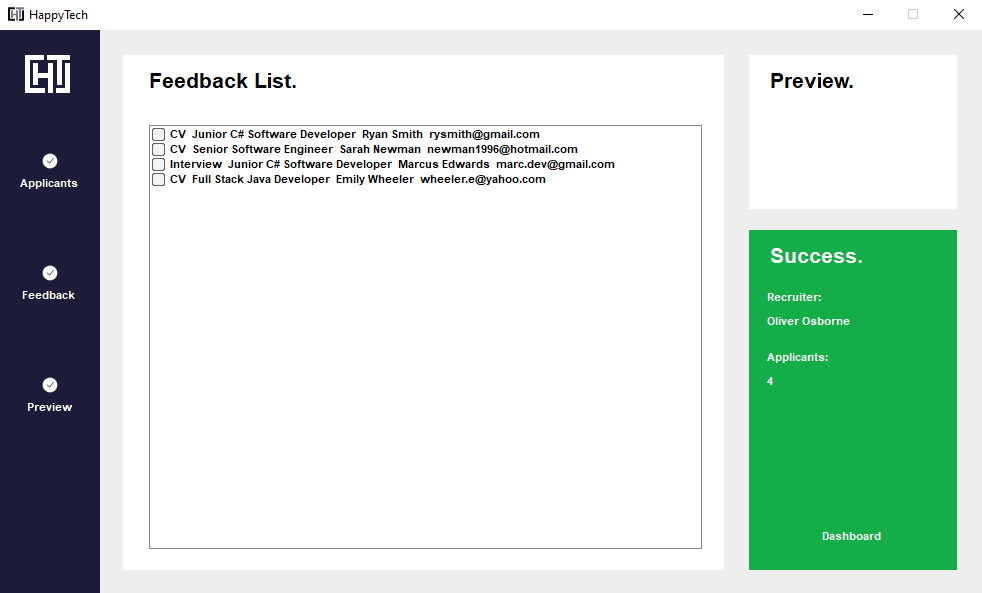 HappyTech
HT
Applicants
Feedback
Preview
Feedback List.
CV Junior C# Software Developer Ryan Smith rysmith@gmail.com
CV Senior Software Engineer Sarah Newman newman1996@hotmail.com
Interview Junior C# Software Developer Marcus Edwards marc.dev@gmail.com
CV Full Stack Java Developer Emily Wheeler wheeler.e@yahoo.com
Preview.
Success.
Recruiter:
Oliver Osborne
Applicants:
4
Dashboard